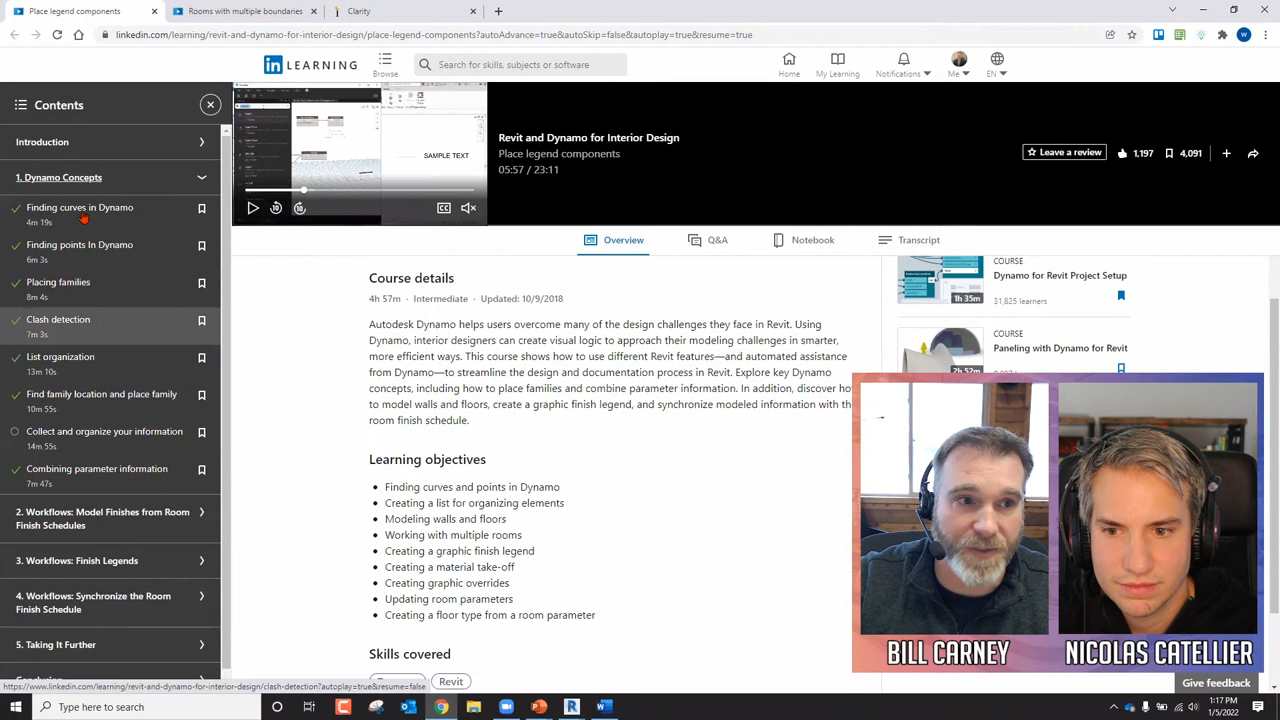 Place legend components
Rooms with multiple boundaries
Clarity
linkedin.com/learning/revit-and-dynamo-for-interior-design/place-legend-components?autoAdvance=true&autoSkip=false&autoplay=true&resume=true
in LEARNING
Browse
Search for skills, subjects or software
Home
My Learning
Notifications
Me
EN
Contents
Introduction
1. Dynamo Concepts
Finding curves in Dynamo
4m 19s
Finding points In Dynamo
6m 3s
Placing families
8m 4s
Clash detection
7m 3s
List organization
13m 10s
Find family locations and place family
10m 55s
Collect and organize your information
14m 55s
Combining parameter information
7m 47s
2. Workflows: Model Finishes from Room
Finish Schedules
3. Workflows: Finish Legends
4. Workflows: Synchronize the Room
Finish Schedule
5. Taking It Further
SAMPLE TEXT
10
10
CC
Revit and Dynamo for Interior Design
Place legend components
05:57 / 23:11
Leave a review
1,197
4,091
Overview
Q&A
Notebook
Transcript
Course details
4h 57m · Intermediate · Updated: 10/9/2018
Autodesk Dynamo helps users overcome many of the design challenges they face in Revit. Using
Dynamo, interior designers can create visual logic to approach their modeling challenges in smarter,
more efficient ways. This course shows how to use different Revit features—and automated assistance
from Dynamo—to streamline the design and documentation process in Revit. Explore key Dynamo
concepts, including how to place families and combine parameter information. In addition, discover ho
to model walls and floors, create a graphic finish legend, and synchronize modeled information with th
room finish schedule.
Learning objectives
Finding curves and points in Dynamo
Creating a list for organizing elements
Modeling walls and floors
Working with multiple rooms
Creating a graphic finish legend
Creating a material take-off
Creating graphic overrides
Updating room parameters
Creating a floor type from a room parameter
Skills covered
Revit
COURSE
Dynamo for Revit Project Setup
1h 35m
31,825 learners
COURSE
Paneling with Dynamo for Revit
2h 52m
BILL CARNEY
NICOLAS CATELLIER
Give feedback
https://www.linkedin.com/learning/revit-and-dynamo-for-interior-design/clash-detection?autoplay=true&resume=false
Type here to search
1:17 PM
1/5/2022